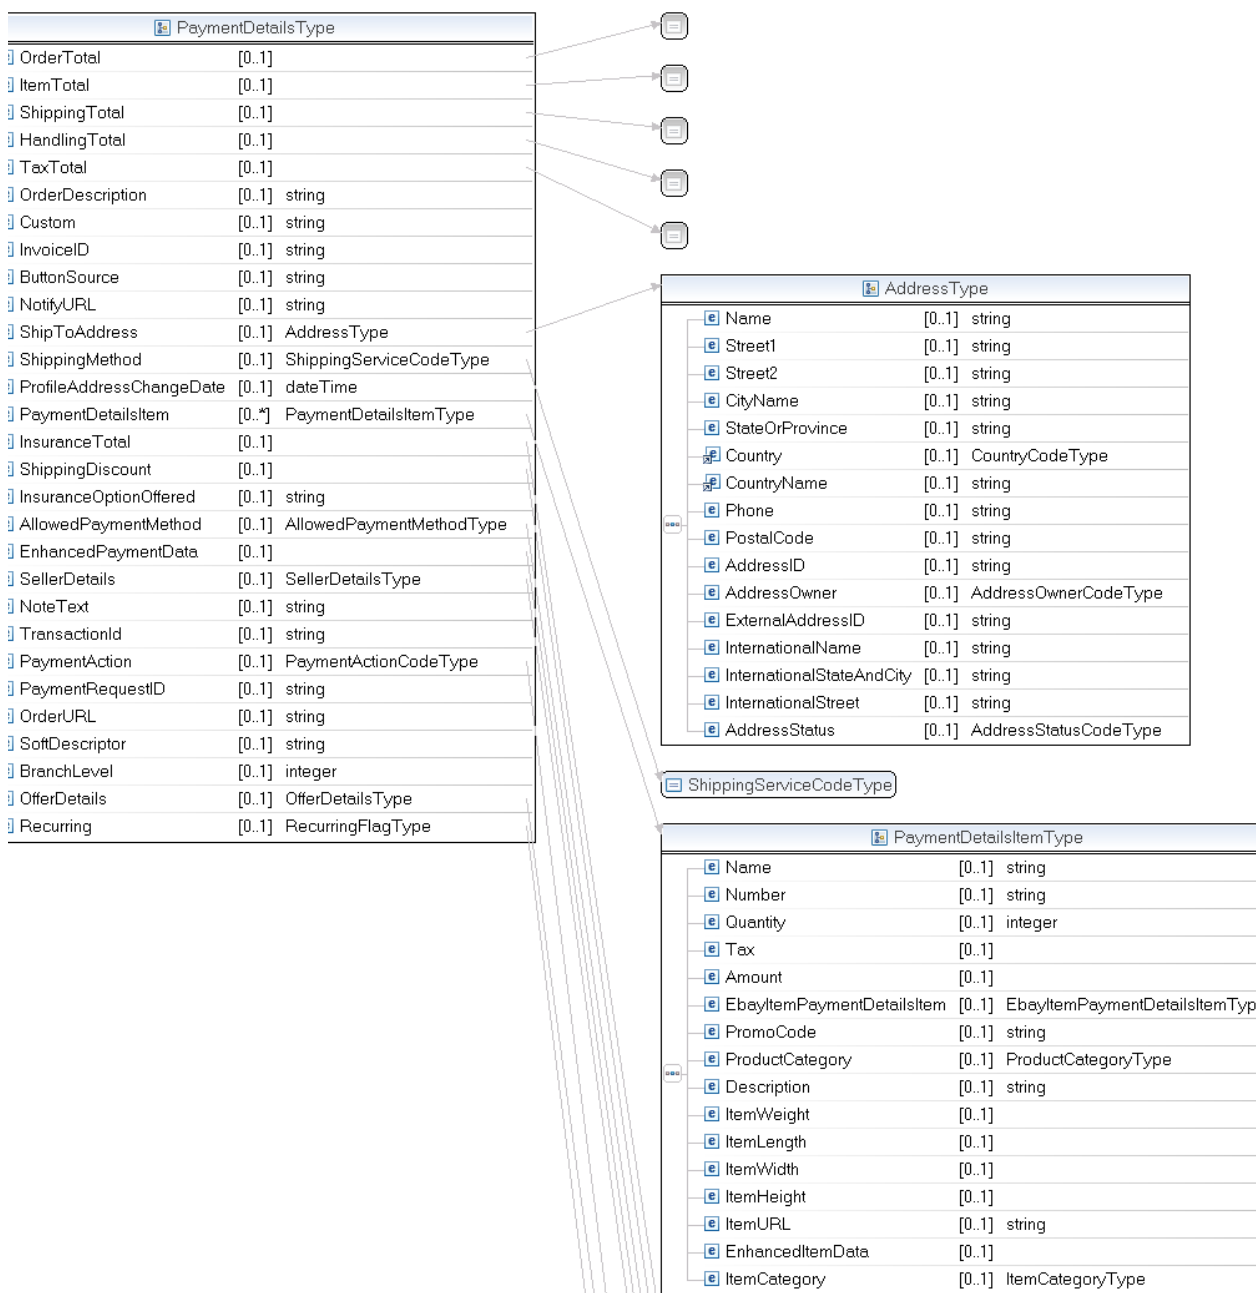 PaymentDetailsType
OrderTotal [0..1]
ItemTotal [0..1]
ShippingTotal [0..1]
HandlingTotal [0..1]
TaxTotal [0..1]
OrderDescription [0..1] string
Custom [0..1] string
InvoiceID [0..1] string
ButtonSource [0..1] string
NotifyURL [0..1] string
ShipToAddress [0..1] AddressType
ShippingMethod [0..1] ShippingServiceCodeType
ProfileAddressChangeDate [0..1] dateTime
PaymentDetailsItem [0..*] PaymentDetailsItemType
InsuranceTotal [0..1]
ShippingDiscount [0..1]
InsuranceOptionOffered [0..1] string
AllowedPaymentMethod [0..1] AllowedPaymentMethodType
EnhancedPaymentData [0..1]
SellerDetails [0..1] SellerDetailsType
NoteText [0..1] string
TransactionId [0..1] string
PaymentAction [0..1] PaymentActionCodeType
PaymentRequestID [0..1] string
OrderURL [0..1] string
SoftDescriptor [0..1] string
BranchLevel [0..1] integer
OfferDetails [0..1] OfferDetailsType
Recurring [0..1] RecurringFlagType
AddressType
Name [0..1] string
Street1 [0..1] string
Street2 [0..1] string
CityName [0..1] string
StateOrProvince [0..1] string
Country [0..1] CountryCodeType
CountryName [0..1] string
Phone [0..1] string
PostalCode [0..1] string
AddressID [0..1] string
AddressOwner [0..1] AddressOwnerCodeType
ExternalAddressID [0..1] string
InternationalName [0..1] string
InternationalStateAndCity [0..1] string
InternationalStreet [0..1] string
AddressStatus [0..1] AddressStatusCodeType
ShippingServiceCodeType
PaymentDetailsItemType
Name [0..1] string
Number [0..1] string
Quantity [0..1] integer
Tax [0..1]
Amount [0..1]
EbayItemPaymentDetailsItem [0..1] EbayItemPaymentDetailsItemTyp
PromoCode [0..1] string
ProductCategory [0..1] ProductCategoryType
Description [0..1] string
ItemWeight [0..1]
ItemLength [0..1]
ItemWidth [0..1]
ItemHeight [0..1]
ItemURL [0..1] string
EnhancedItemData [0..1]
ItemCategory [0..1] ItemCategoryType